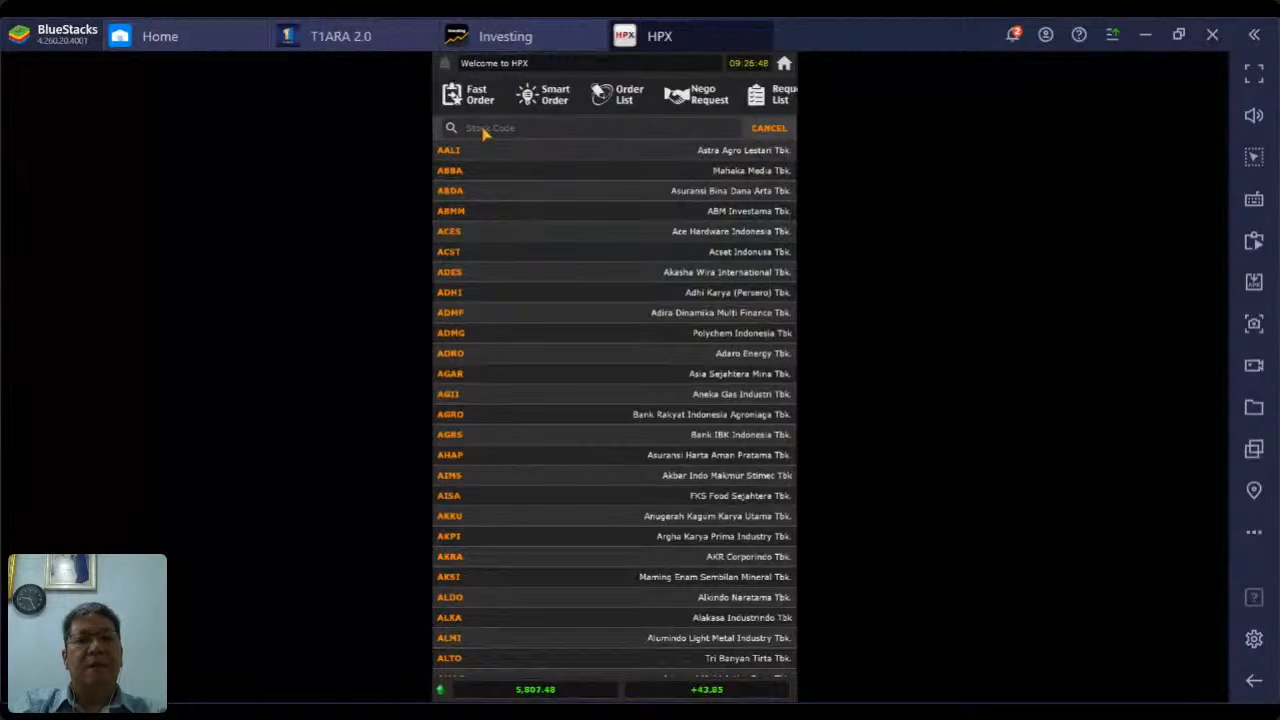 BlueStacks
4.260.20.4001
Home
T1ARA 2.0
Investing
HPX
HPX
2
Welcome to HPX
09:26:48
Fast Order
Smart Order
Order List
Nego Request
Requ List
Stock Code
CANCEL
AALI Astra Agro Lestari Tbk.
ABBA Mahaka Media Tbk.
ABDA Asuransi Bina Dana Arta Tbk.
ABMM ABM Investama Tbk.
ACES Ace Hardware Indonesia Tbk.
ACST Acset Indonusa Tbk.
ADES Akasha Wira International Tbk.
ADHI Adhi Karya (Persero) Tbk.
ADMF Adira Dinamika Multi Finance Tbk.
ADMG Polychem Indonesia Tbk
ADRO Adaro Energy Tbk.
AGAR Asia Sejahtera Mina Tbk.
AGII Aneka Gas Industri Tbk.
AGRO Bank Rakyat Indonesia Agroniaga Tbk.
AGRS Bank IBK Indonesia Tbk.
AHAP Asuransi Harta Aman Pratama Tbk.
AIMS Akbar Indo Makmur Stimec Tbk
AISA FKS Food Sejahtera Tbk.
AKKU Anugerah Kagum Karya Utama Tbk.
AKPI Argha Karya Prima Industry Tbk.
AKRA AKR Corporindo Tbk.
AKSI Maming Enam Sembilan Mineral Tbk.
ALDO Alkindo Naratama Tbk.
ALKA Alakasa Industrindo Tbk
ALMI Alumindo Light Metal Industry Tbk.
ALTO Tri Banyan Tirta Tbk.
5,807.48
+43.85